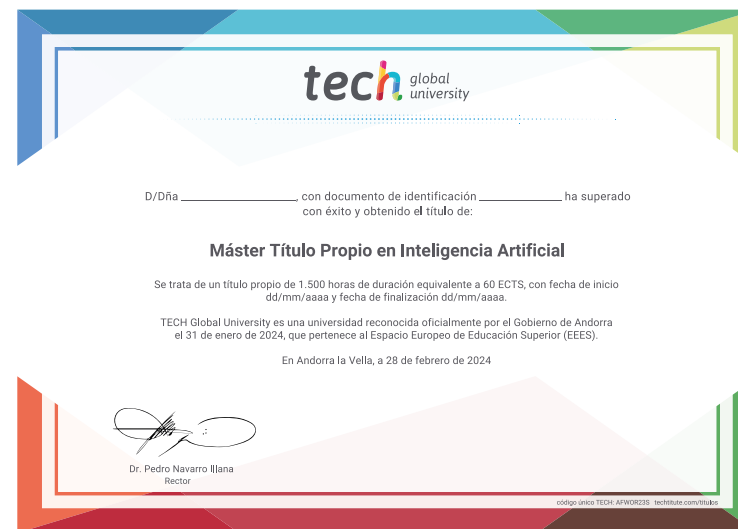 tech global university
D/Dña ____________________, con documento de identificación ______________ ha superado
con éxito y obtenido el título de:
Máster Título Propio en Inteligencia Artificial
Se trata de un título propio de 1.500 horas de duración equivalente a 60 ECTS, con fecha de inicio
dd/mm/aaaa y fecha de finalización dd/mm/aaaa.
TECH Global University es una universidad reconocida oficialmente por el Gobierno de Andorra
el 31 de enero de 2024, que pertenece al Espacio Europeo de Educación Superior (EEES).
En Andorra la Vella, a 28 de febrero de 2024
Dr. Pedro Navarro Illana
Rector
código único TECH: AFWOR23S techtitute.com/titulos